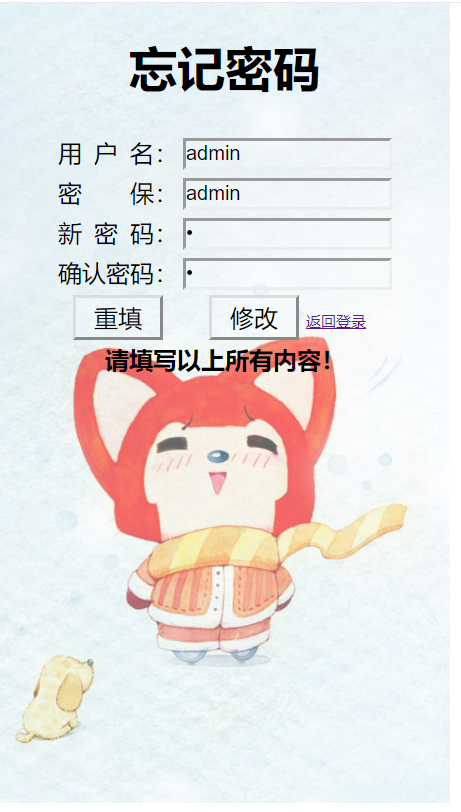 忘记密码
用 户 名： admin
密 保： admin
新 密 码： •
确认密码： •
重填 修改 返回登录
请填写以上所有内容！